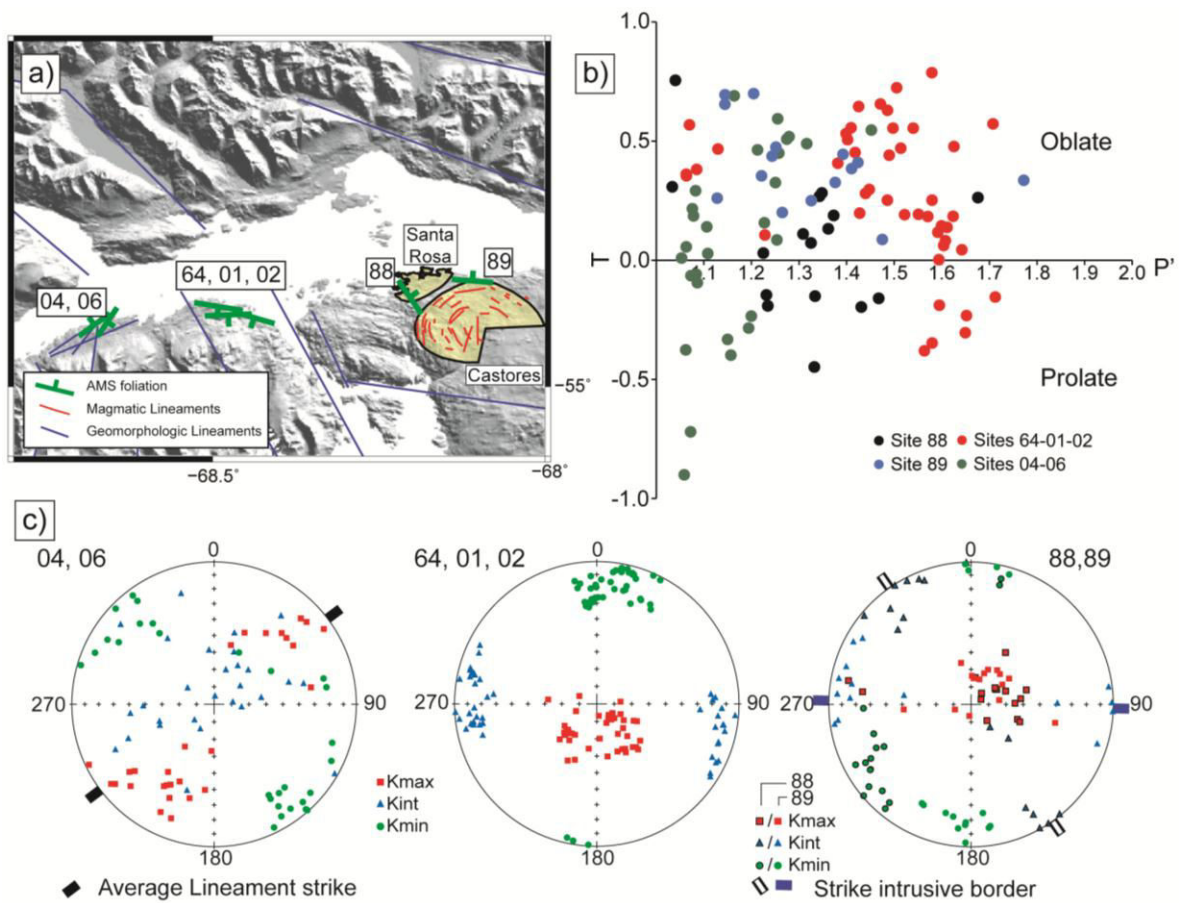 a)
04, 06
64, 01, 02
88
Santa
Rosa
89
Castores
AMS foliation
Magmatic Lineaments
Geomorphologic Lineaments
−55°
−68.5°
−68°
b)
1.0
0.5
0.0
-0.5
-1.0
T
1.1
1.2
1.3
1.4
1.5
1.6
1.7
1.8
1.9
2.0
P'
Oblate
Prolate
Site 88
Sites 64-01-02
Site 89
Sites 04-06
c)
04, 06
0
270
90
180
Kmax
Kint
Kmin
64, 01, 02
0
270
90
180
88,89
0
270
90
180
88
89
/ Kmax
/ Kint
/ Kmin
Average Lineament strike
Strike intrusive border